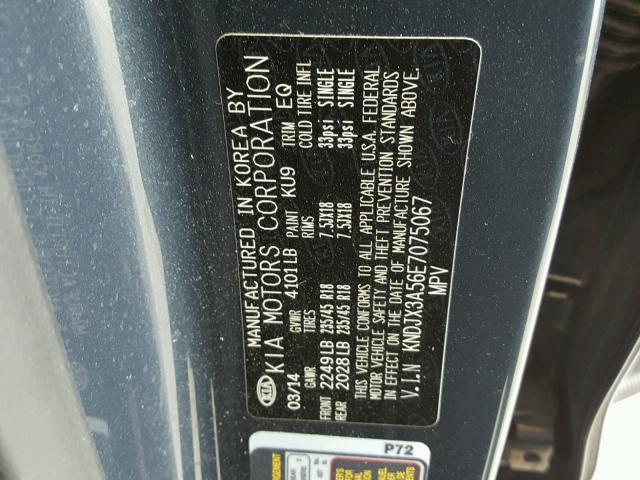 MANUFACTURED IN KOREA BY
KIA KIA MOTORS CORPORATION
03/14 GVWR 4101LB PAINT KU9 TRIM EQ
GAWR RIMS COLD TIRE INFL
FRONT 2249LB 235/45 R18 7.5JX18 33psi SINGLE
REAR 2028LB 235/45 R18 7.5JX18 33psi SINGLE
THIS VEHICLE CONFORMS TO ALL APPLICABLE U.S.A. FEDERAL
MOTOR VEHICLE SAFETY AND THEFT PREVENTION STANDARDS
IN EFFECT ON THE DATE OF MANUFACTURE SHOWN ABOVE.
V.I.N KNDJX3A56E7075067
MPV
P72